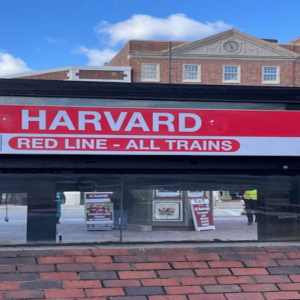 HARVARD
RED LINE - ALL TRAINS